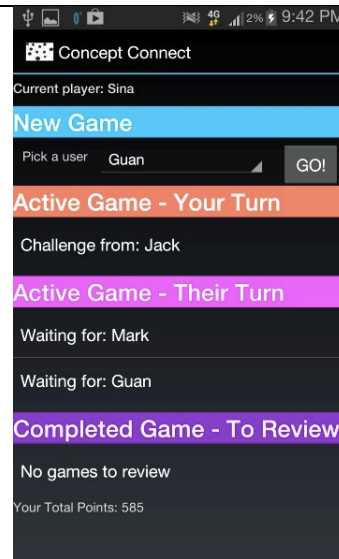 4G 2% 9:42 PM
Concept Connect
Current player: Sina
New Game
Pick a user Guan GO!
Active Game - Your Turn
Challenge from: Jack
Active Game - Their Turn
Waiting for: Mark
Waiting for: Guan
Completed Game - To Review
No games to review
Your Total Points: 585